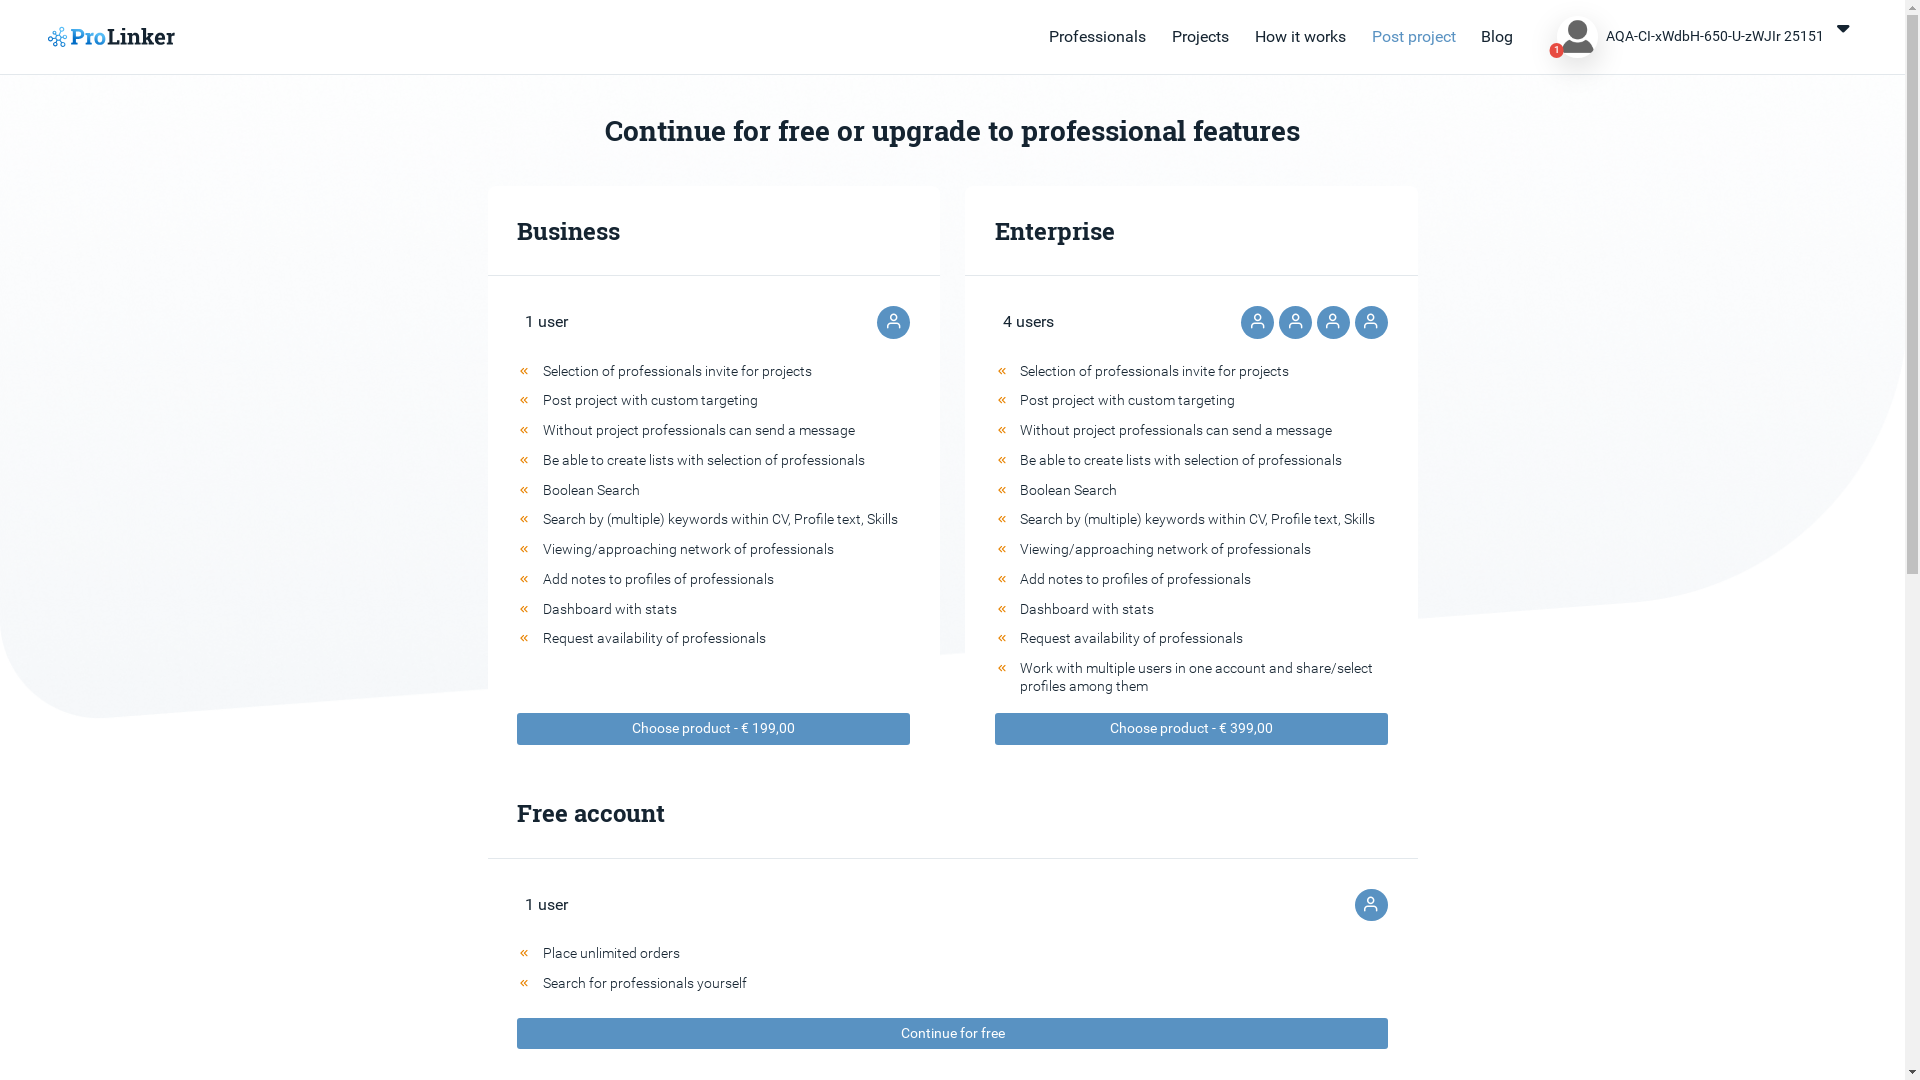 ProLinker
Professionals
Projects
How it works
Post project
Blog
1
AQA-CI-xWdbH-650-U-zWJIr 25151
Continue for free or upgrade to professional features
Business
1 user
Selection of professionals invite for projects
Post project with custom targeting
Without project professionals can send a message
Be able to create lists with selection of professionals
Boolean Search
Search by (multiple) keywords within CV, Profile text, Skills
Viewing/approaching network of professionals
Add notes to profiles of professionals
Dashboard with stats
Request availability of professionals
Choose product - € 199,00
Enterprise
4 users
Selection of professionals invite for projects
Post project with custom targeting
Without project professionals can send a message
Be able to create lists with selection of professionals
Boolean Search
Search by (multiple) keywords within CV, Profile text, Skills
Viewing/approaching network of professionals
Add notes to profiles of professionals
Dashboard with stats
Request availability of professionals
Work with multiple users in one account and share/select
profiles among them
Choose product - € 399,00
Free account
1 user
Place unlimited orders
Search for professionals yourself
Continue for free